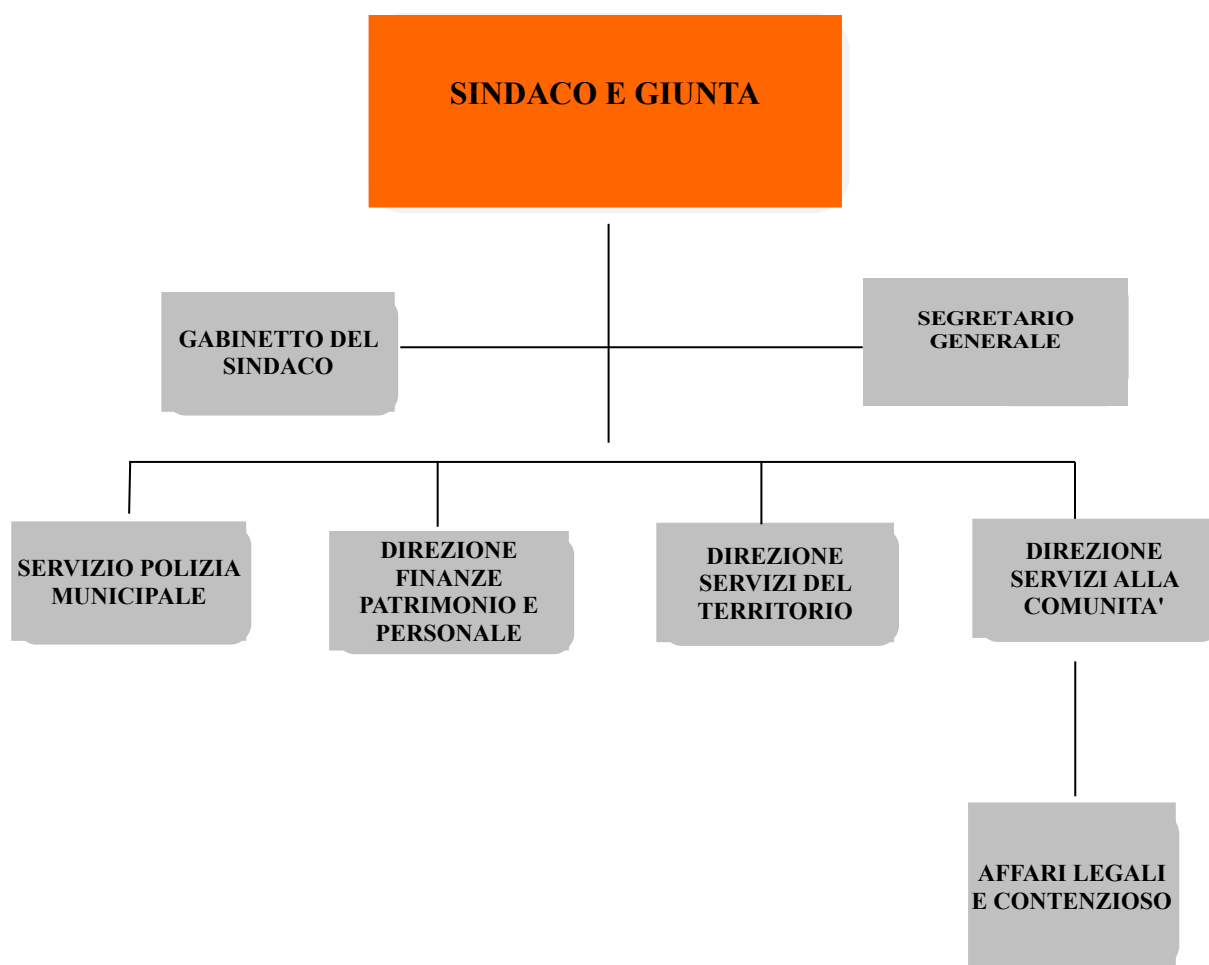 SINDACO E GIUNTA
GABINETTO DEL
SINDACO
SEGRETARIO
GENERALE
SERVIZIO POLIZIA
MUNICIPALE
DIREZIONE
FINANZE
PATRIMONIO E
PERSONALE
DIREZIONE
SERVIZI DEL
TERRITORIO
DIREZIONE
SERVIZI ALLA
COMUNITA'
AFFARI LEGALI
E CONTENZIOSO